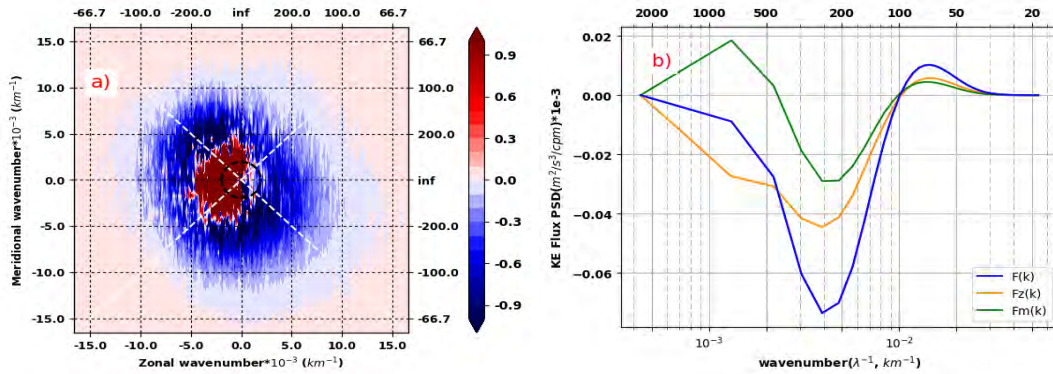 -66.7 -100.0 -200.0 inf 200.0 100.0 66.7
a)
15.0 10.0 5.0 0.0 -5.0 -10.0 -15.0
Meridional wavenumber*10⁻³ (km⁻¹)
66.7 100.0 200.0 inf -200.0 -100.0 -66.7
-15.0 -10.0 -5.0 0.0 5.0 10.0 15.0
Zonal wavenumber*10⁻³ (km⁻¹)
0.9 0.6 0.3 0.0 -0.3 -0.6 -0.9
2000 1000 500 200 100 50 20
b)
0.02 0.00 −0.02 −0.04 −0.06
KE Flux PSD(m²/s³/cpm)*1e-3
F(k)
Fz(k)
Fm(k)
10⁻³ 10⁻²
wavenumber(λ⁻¹, km⁻¹)